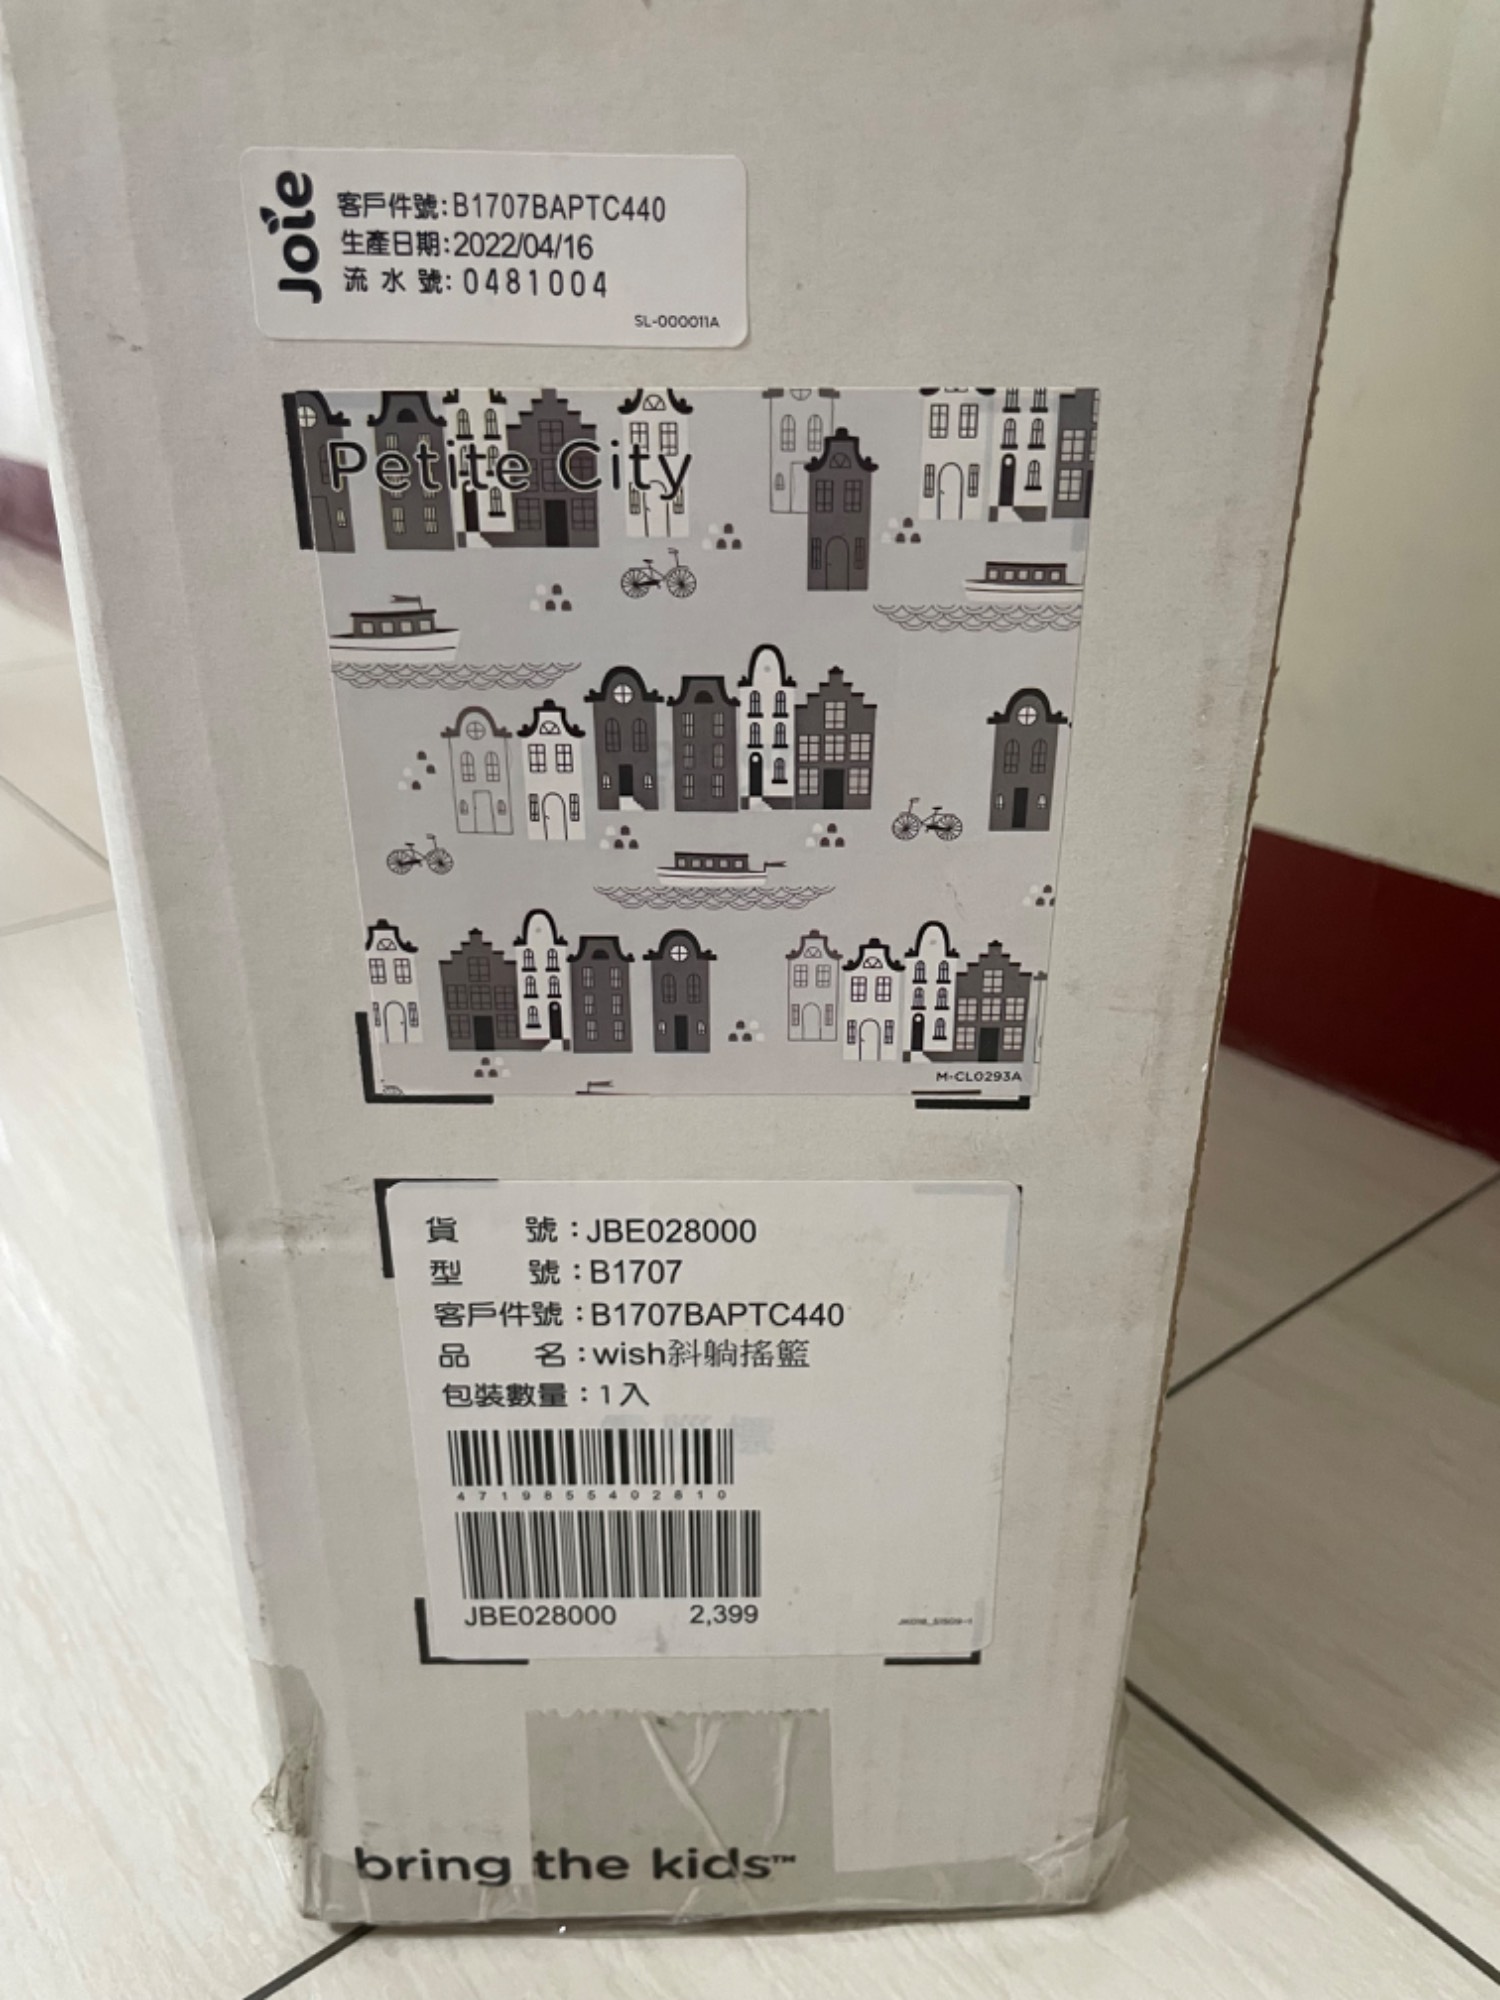 Joie
客戶件號:B1707BAPTC440
生產日期:2022/04/16
流水號:0481004
SL-000011A
Petite City
M-CL0293A
貨號:JBE028000
型號:B1707
客戶件號:B1707BAPTC440
品名:wish斜躺搖籃
包裝數量:1入
4719855402810
JBE028000 2,399
bring the kids™